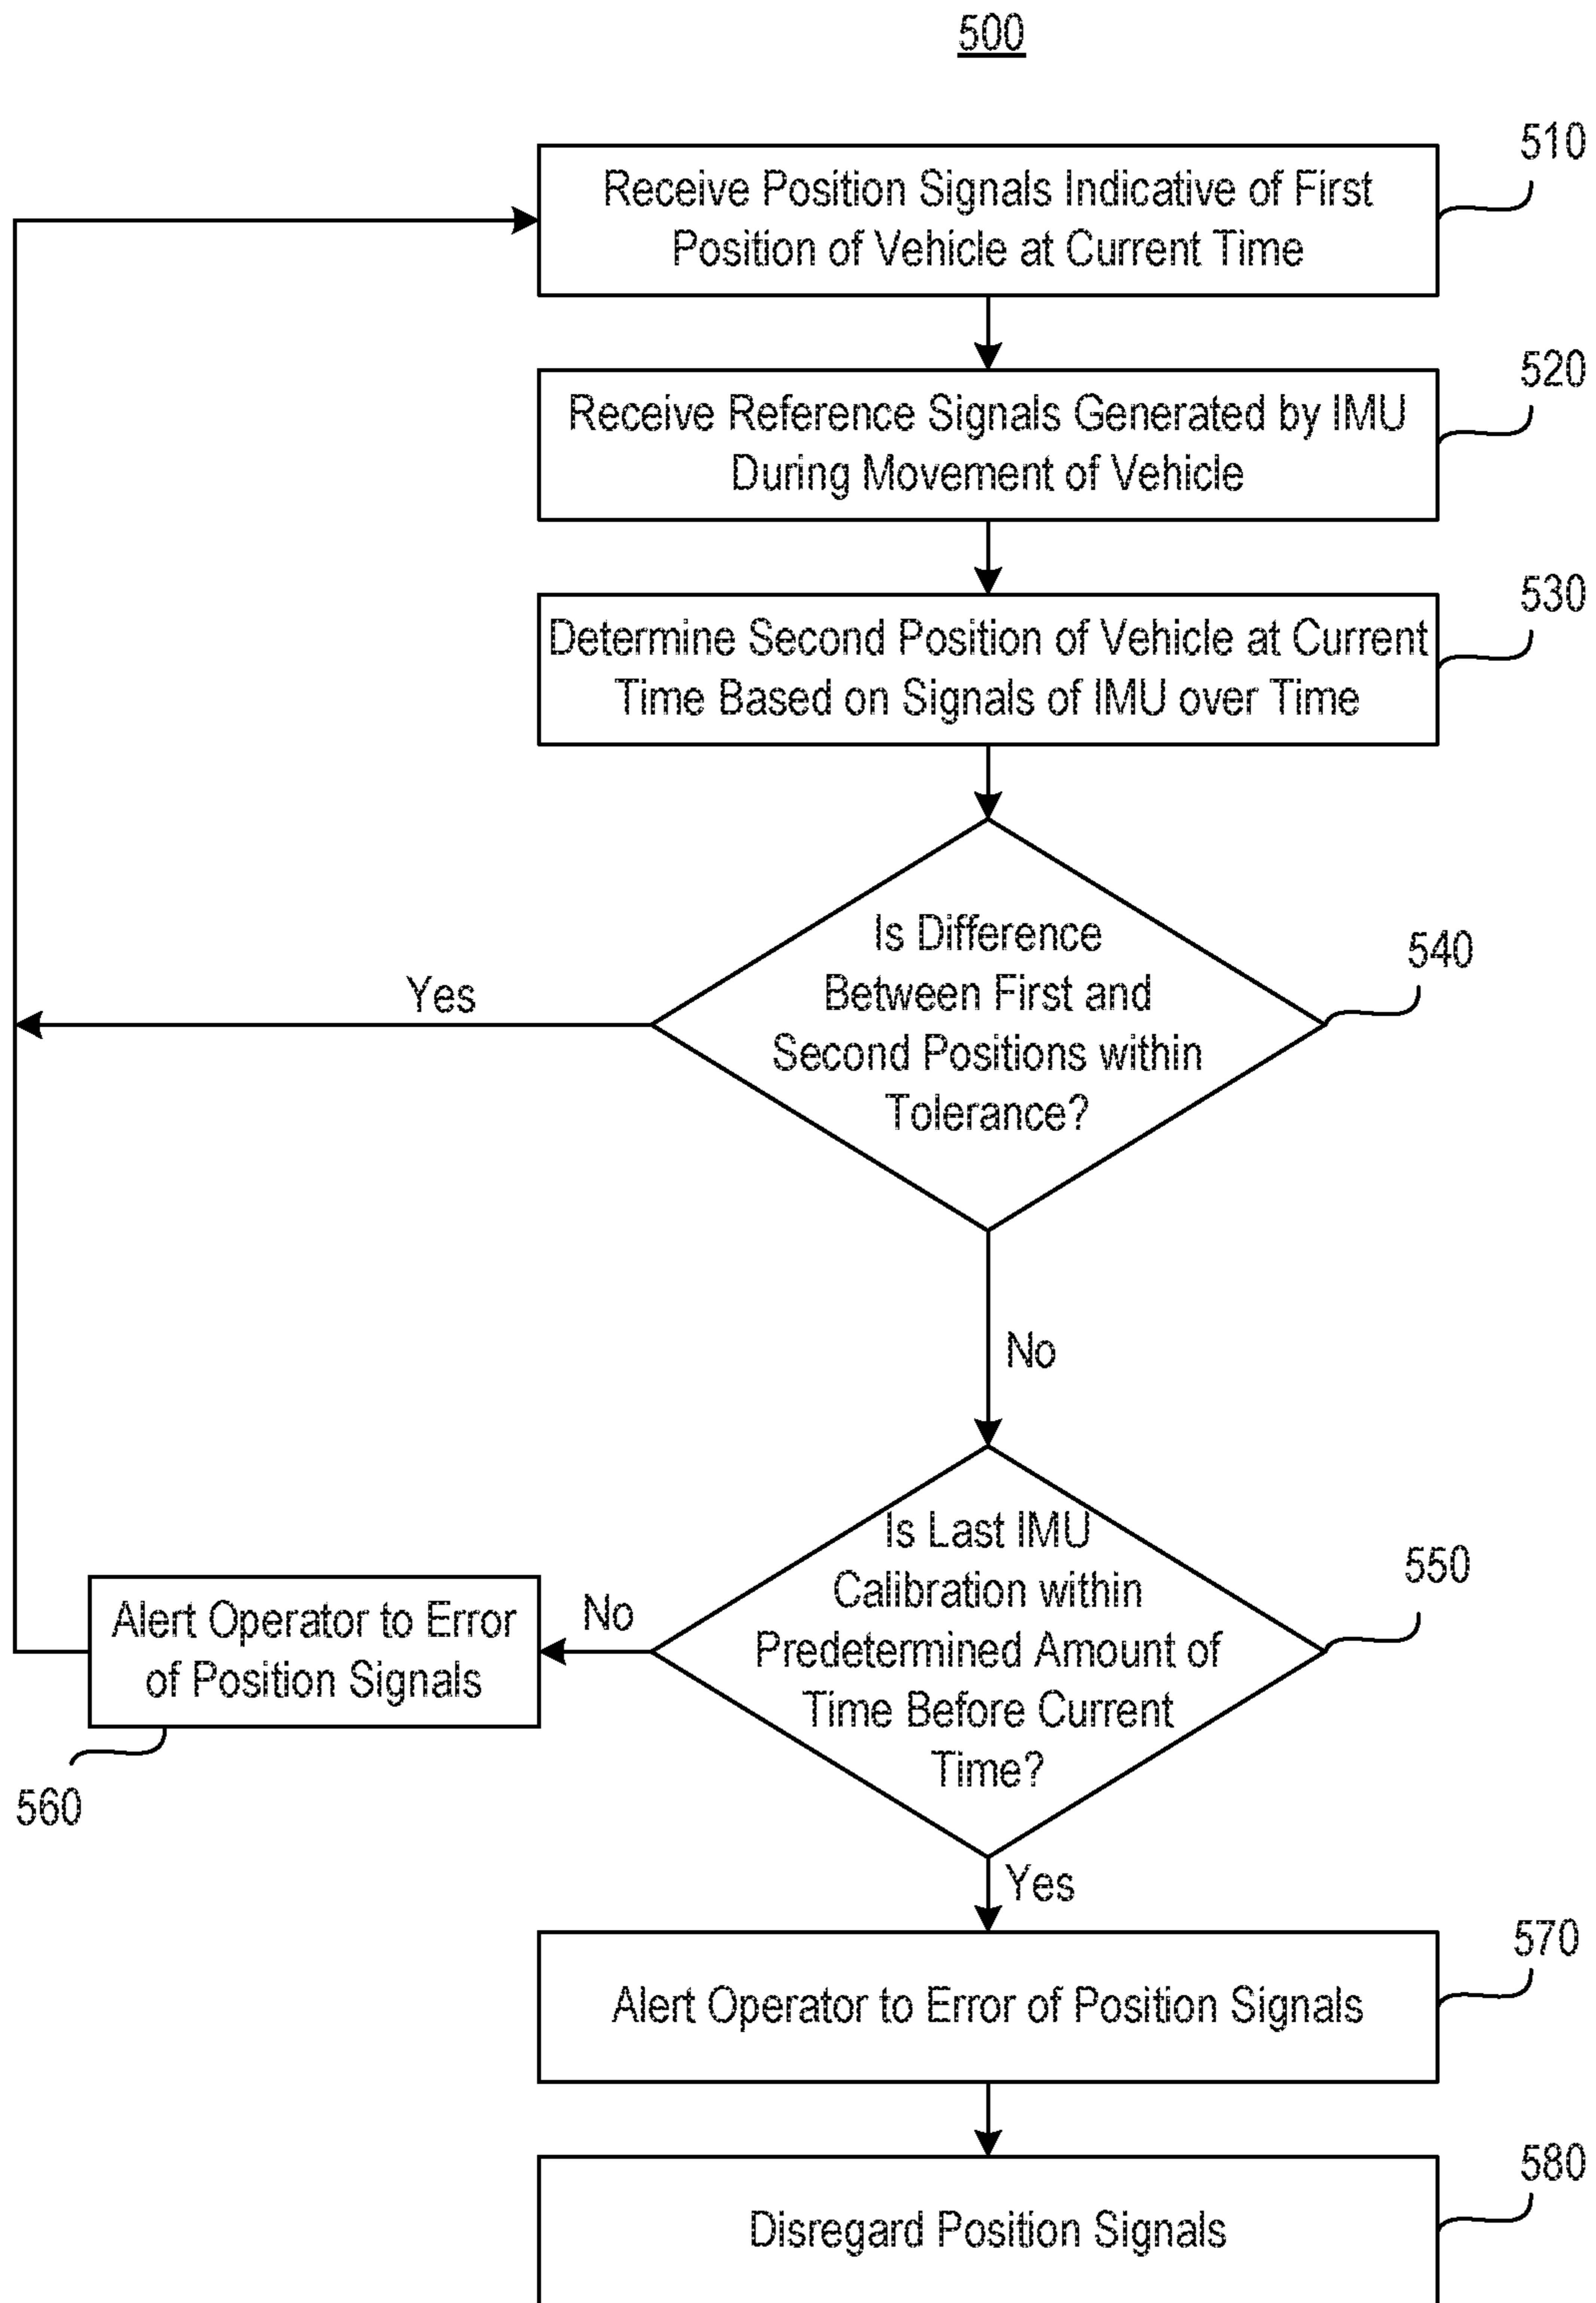 500
510
Receive Position Signals Indicative of First
Position of Vehicle at Current Time
520
Receive Reference Signals Generated by IMU
During Movement of Vehicle
530
Determine Second Position of Vehicle at Current
Time Based on Signals of IMU over Time
Is Difference
Between First and
Second Positions within
Tolerance?
540
Yes
No
Is Last IMU
Calibration within
Predetermined Amount of
Time Before Current
Time?
550
No
Alert Operator to Error
of Position Signals
560
Yes
570
Alert Operator to Error of Position Signals
580
Disregard Position Signals